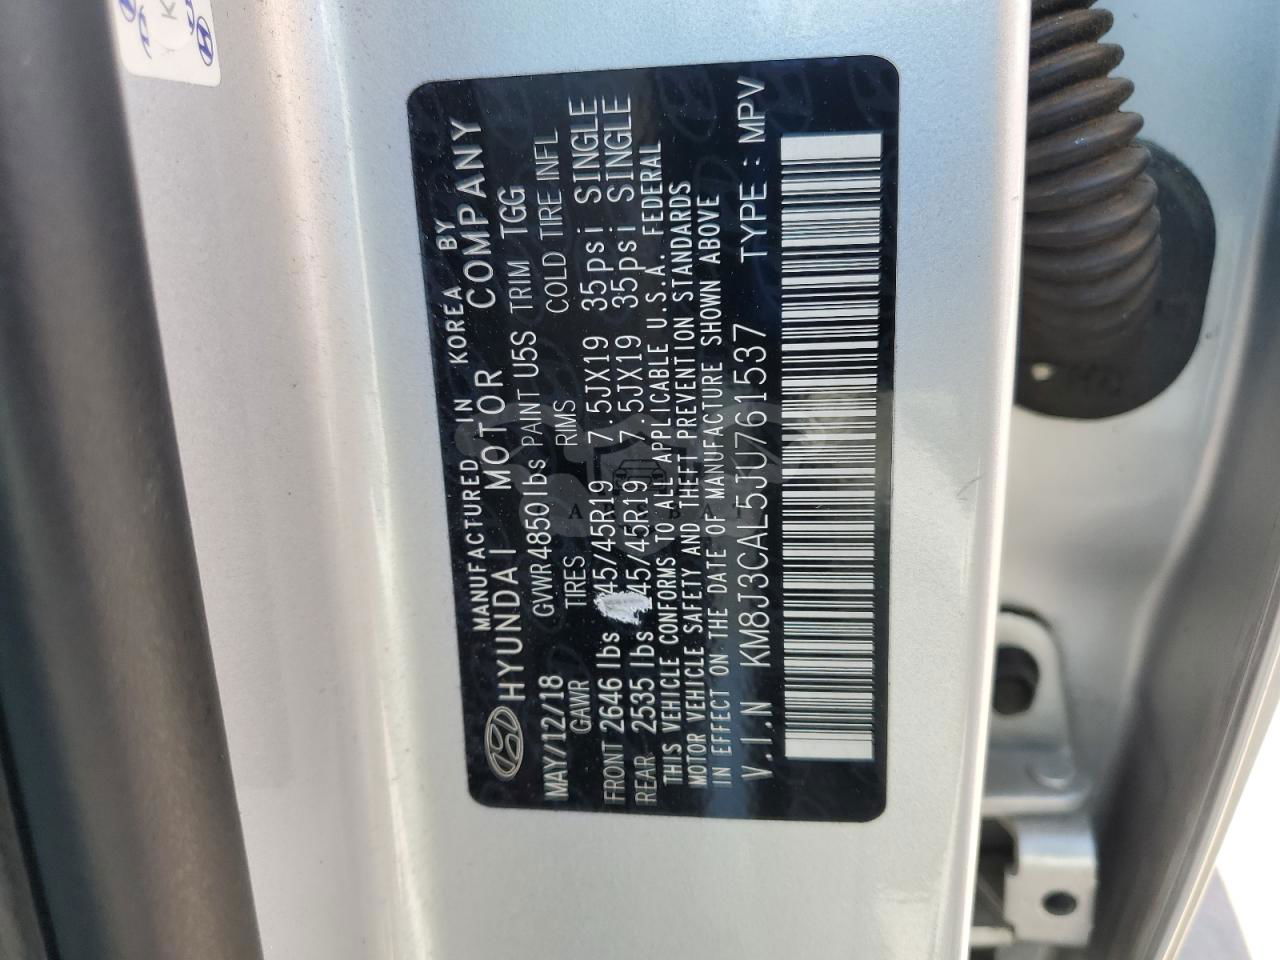 MANUFACTURED IN KOREA BY
HYUNDAI MOTOR COMPANY
MAY/12/18 GVWR 4850lbs PAINT U5S TRIM TGG
GAWR TIRES RIMS COLD TIRE INFL
FRONT 2646 lbs 45/45R19 7.5JX19 35psi SINGLE
REAR 2535 lbs 45/45R19 7.5JX19 35psi SINGLE
THIS VEHICLE CONFORMS TO ALL APPLICABLE U.S.A. FEDERAL
MOTOR VEHICLE SAFETY AND THEFT PREVENTION STANDARDS
IN EFFECT ON THE DATE OF MANUFACTURE SHOWN ABOVE
V.I.N KM8J3CAL5JU761537 TYPE : MPV